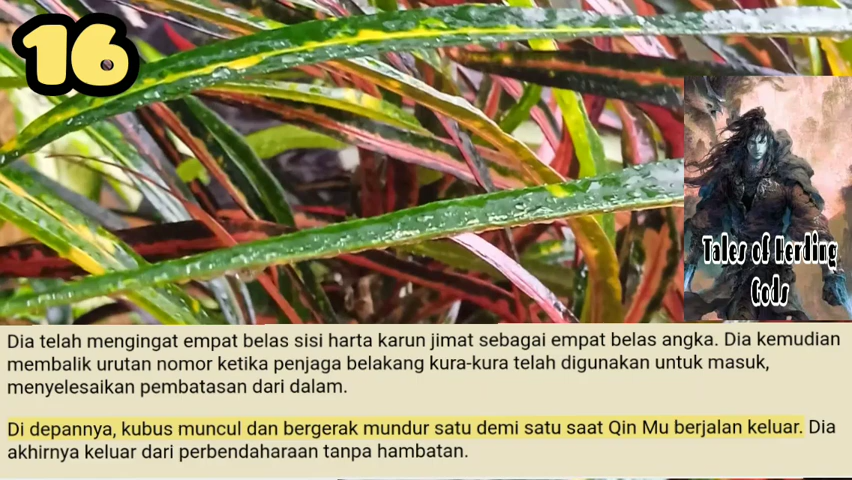 16
Tales of Herding
Gods
Dia telah mengingat empat belas sisi harta karun jimat sebagai empat belas angka. Dia kemudian
membalik urutan nomor ketika penjaga belakang kura-kura telah digunakan untuk masuk,
menyelesaikan pembatasan dari dalam.
Di depannya, kubus muncul dan bergerak mundur satu demi satu saat Qin Mu berjalan keluar. Dia
akhirnya keluar dari perbendaharaan tanpa hambatan.